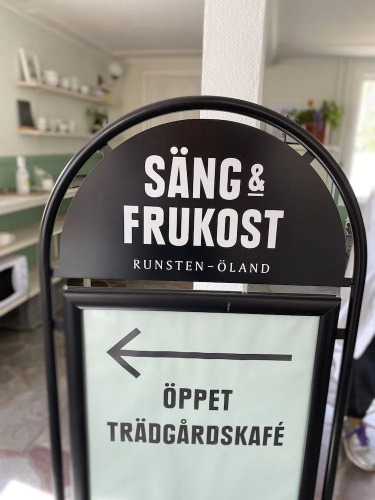 SÄNG &
FRUKOST
RUNSTEN-ÖLAND
ÖPPET
TRÄDGÅRDSKAFÉ